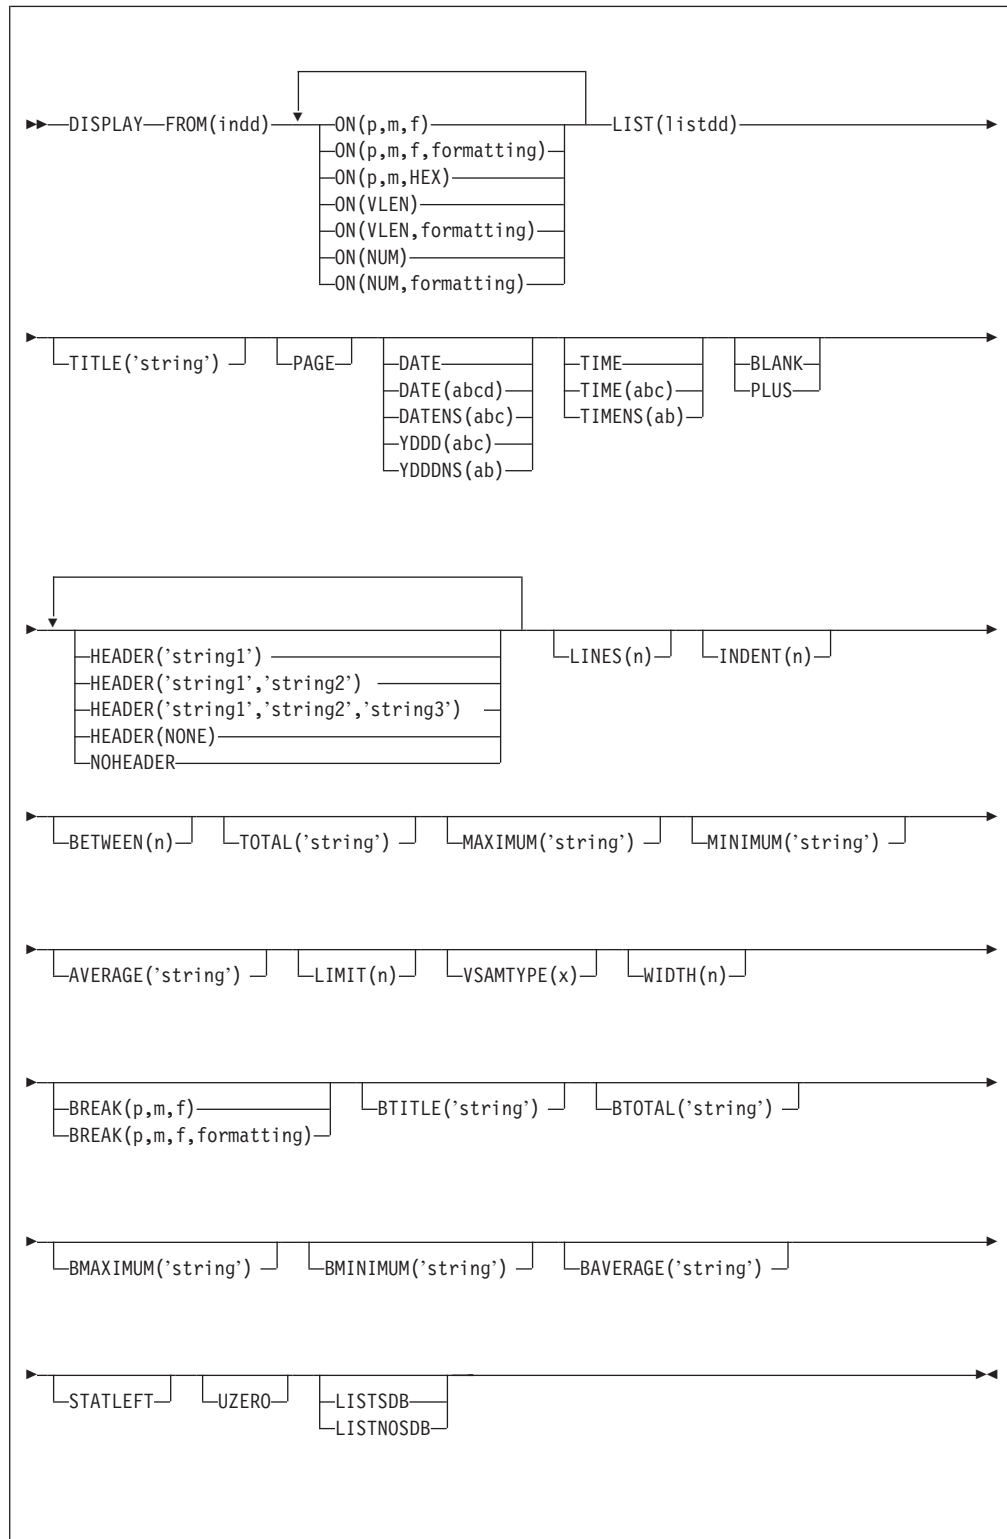 DISPLAY FROM(indd) ON(p,m,f) LIST(listdd)
ON(p,m,f,formatting)
ON(p,m,HEX)
ON(VLEN)
ON(VLEN,formatting)
ON(NUM)
ON(NUM,formatting)
TITLE(’string’) PAGE DATE TIME BLANK
DATE(abcd) TIME(abc) PLUS
DATENS(abc) TIMENS(ab)
YDDD(abc)
YDDDNS(ab)
HEADER(’string1’) LINES(n) INDENT(n)
HEADER(’string1’,’string2’)
HEADER(’string1’,’string2’,’string3’)
HEADER(NONE)
NOHEADER
BETWEEN(n) TOTAL(’string’) MAXIMUM(’string’) MINIMUM(’string’)
AVERAGE(’string’) LIMIT(n) VSAMTYPE(x) WIDTH(n)
BREAK(p,m,f) BTITLE(’string’) BTOTAL(’string’)
BREAK(p,m,f,formatting)
BMAXIMUM(’string’) BMINIMUM(’string’) BAVERAGE(’string’)
STATLEFT UZERO LISTSDB
LISTNOSDB